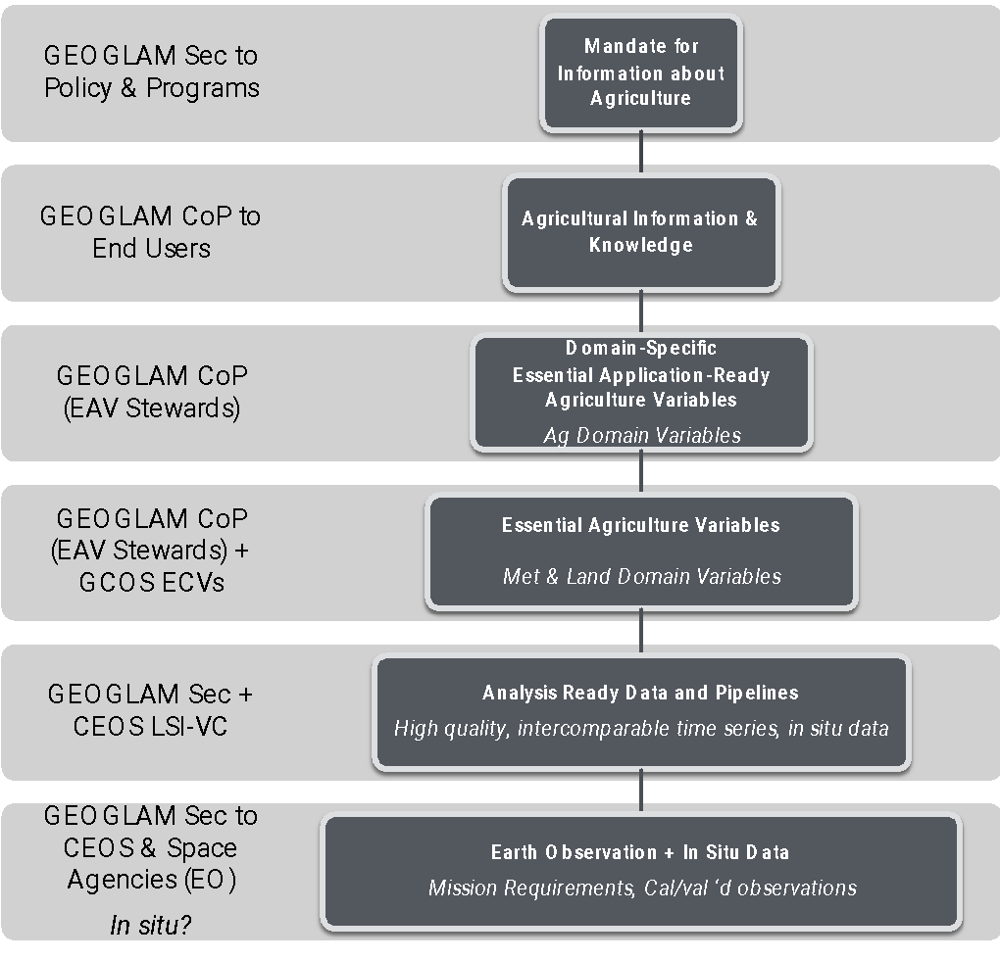 GEOGLAM Sec to
Policy & Programs
Mandate for
Information about
Agriculture
GEOGLAM CoP to
End Users
Agricultural Information &
Knowledge
GEOGLAM CoP
(EAV Stewards)
Domain-Specific
Essential Application-Ready
Agriculture Variables
Ag Domain Variables
GEOGLAM CoP
(EAV Stewards) +
GCOS ECVs
Essential Agriculture Variables
Met & Land Domain Variables
GEOGLAM Sec +
CEOS LSI-VC
Analysis Ready Data and Pipelines
High quality, intercomparable time series, in situ data
GEOGLAM Sec to
CEOS & Space
Agencies (EO)
In situ?
Earth Observation + In Situ Data
Mission Requirements, Cal/val ‘d observations